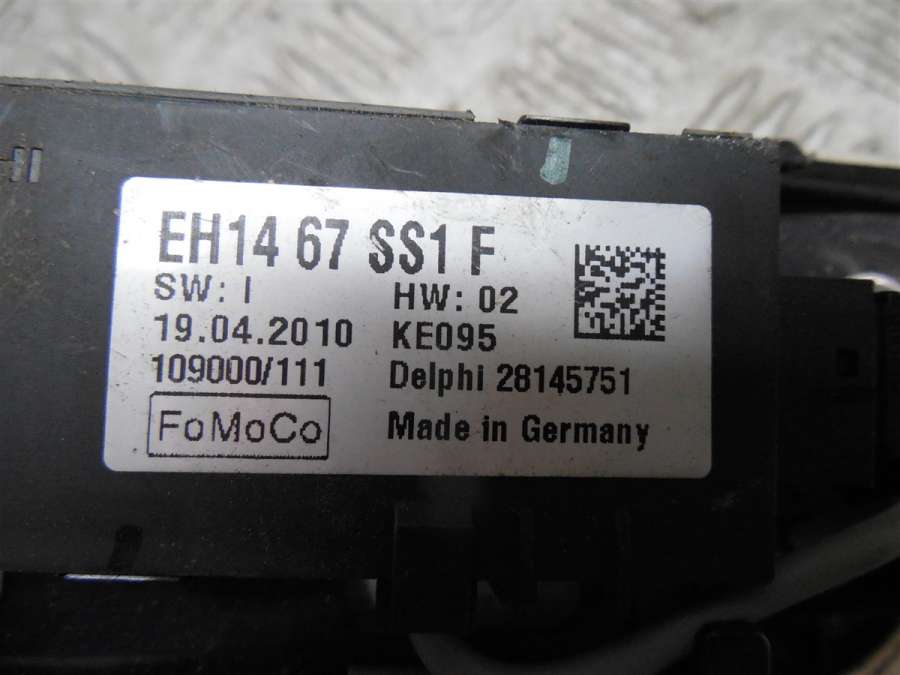 EH14 67 SS1 F
SW: I HW: 02
19.04.2010 KE095
109000/111 Delphi 28145751
FoMoCo Made in Germany